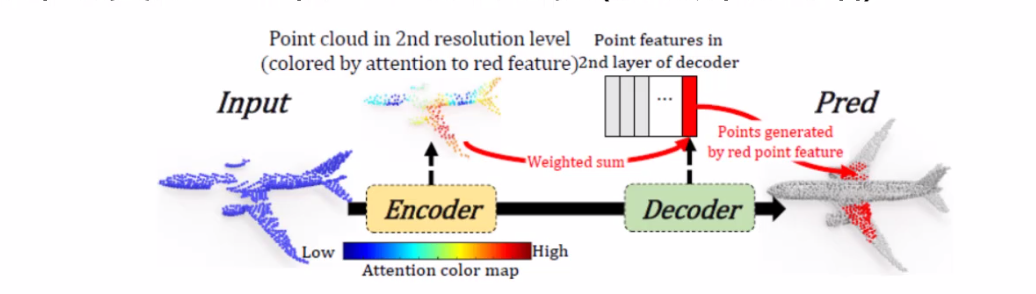 Point cloud in 2nd resolution level
(colored by attention to red feature)
Point features in
2nd layer of decoder
Input
...
Pred
Points generated
by red point feature
Weighted sum
Encoder
Decoder
Low
High
Attention color map